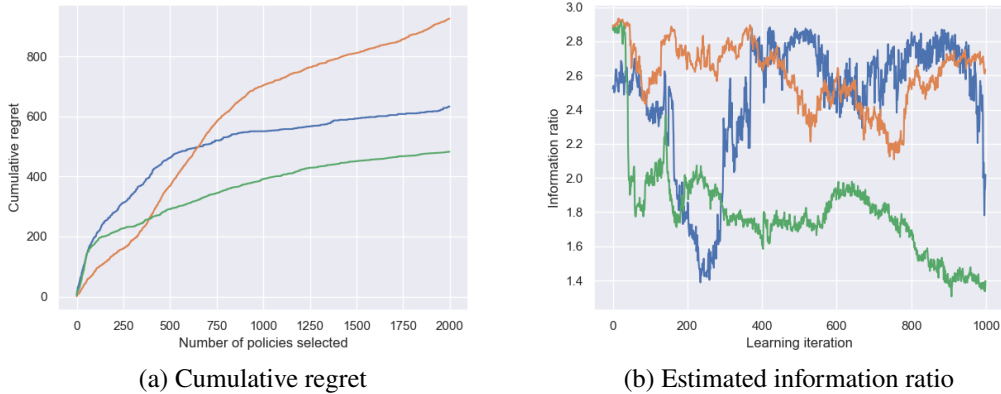 800
600
400
200
0
Cumulative regret
0 250 500 750 1000 1250 1500 1750 2000
Number of policies selected
(a) Cumulative regret
3.0
2.8
2.6
2.4
2.2
2.0
1.8
1.6
1.4
Information ratio
0 200 400 600 800 1000
Learning iteration
(b) Estimated information ratio